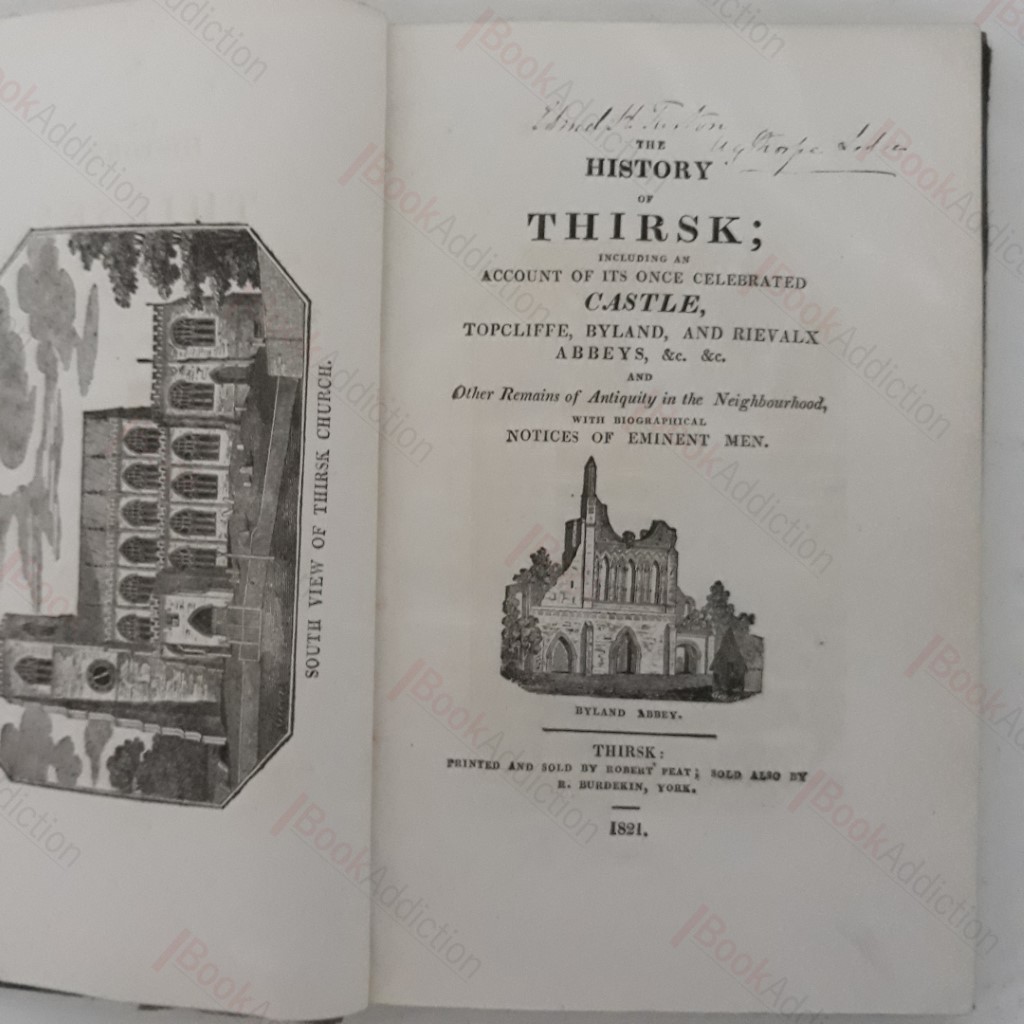 SOUTH VIEW OF THIRSK CHURCH.
THE
HISTORY
OF
THIRSK;
INCLUDING AN
ACCOUNT OF ITS ONCE CELEBRATED
CASTLE,
TOPCLIFFE, BYLAND, AND RIEVALX
ABBEYS, &c. &c.
AND
Other Remains of Antiquity in the Neighbourhood,
WITH BIOGRAPHICAL
NOTICES OF EMINENT MEN.
BYLAND ABBEY.
THIRSK:
PRINTED AND SOLD BY ROBERT PEAT; SOLD ALSO BY
R. BURDEKIN, YORK.
1821.
BookAddiction